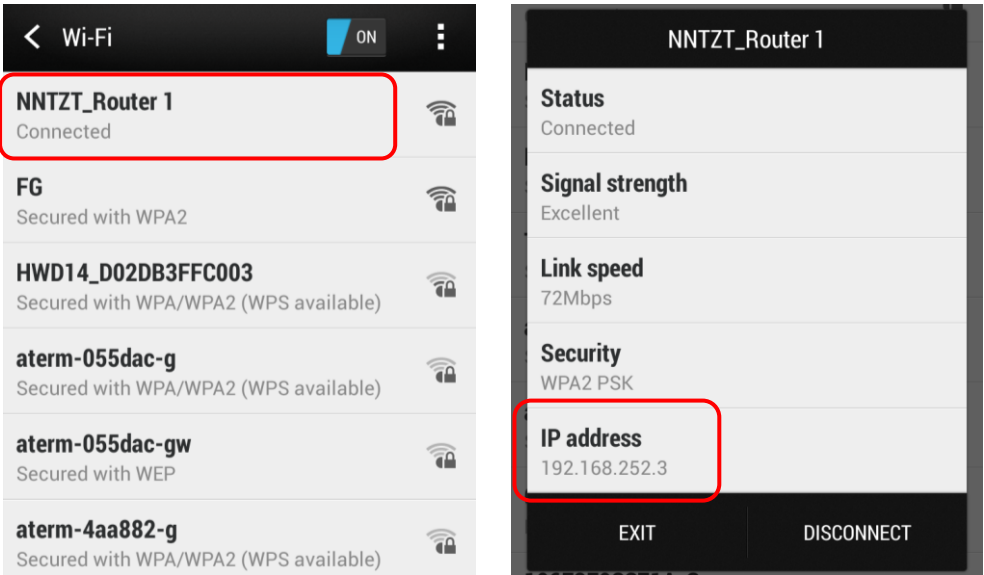 Wi-Fi
ON
NNTZT_Router 1
Connected
FG
Secured with WPA2
HWD14_D02DB3FFC003
Secured with WPA/WPA2 (WPS available)
aterm-055dac-g
Secured with WPA/WPA2 (WPS available)
aterm-055dac-gw
Secured with WEP
aterm-4aa882-g
Secured with WPA/WPA2 (WPS available)
NNTZT_Router 1
Status
Connected
Signal strength
Excellent
Link speed
72Mbps
Security
WPA2 PSK
IP address
192.168.252.3
EXIT
DISCONNECT